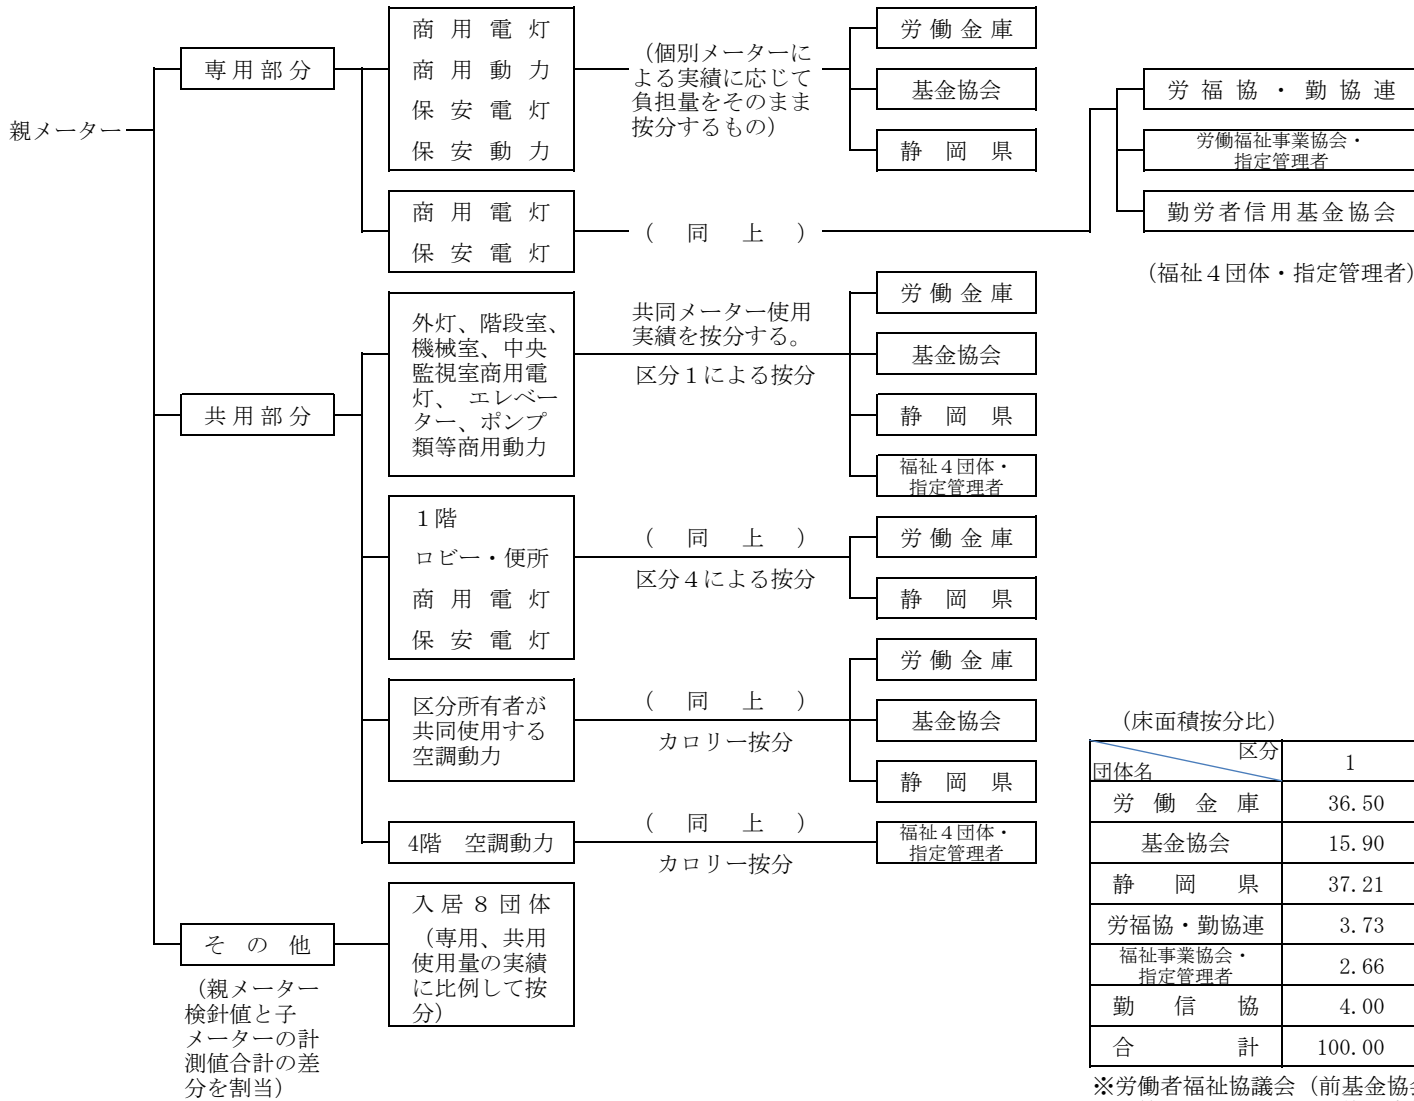 親メーター
専用部分
商用電灯
商用動力
保安電灯
保安動力
（個別メーターに
よる実績に応じて
負担量をそのまま
按分するもの）
労働金庫
基金協会
静岡県
商用電灯
保安電灯
（同上）
労福協・勤協連
労働福祉事業協会・
指定管理者
勤労者信用基金協会
（福祉４団体・指定管理者）
共用部分
外灯、階段室、
機械室、中央
監視室商用電
灯、 エレベー
ター、ポンプ
類等商用動力
共同メーター使用
実績を按分する。
区分１による按分
労働金庫
基金協会
静岡県
福祉４団体・
指定管理者
１階
ロビー・便所
商用電灯
保安電灯
（同上）
区分４による按分
労働金庫
静岡県
区分所有者が
共同使用する
空調動力
（同上）
カロリー按分
労働金庫
基金協会
静岡県
4階　空調動力
（同上）
カロリー按分
福祉４団体・
指定管理者
その他
（親メーター
検針値と子
メーターの計
測値合計の差
分を割当）
入居８団体
（専用、共用
使用量の実績
に比例して按
分）
（床面積按分比）
区分
団体名
1
労働金庫 36.50
基金協会 15.90
静岡県 37.21
労福協・勤協連 3.73
福祉事業協会・
指定管理者 2.66
勤信協 4.00
合計 100.00
※労働者福祉協議会（前基金協会